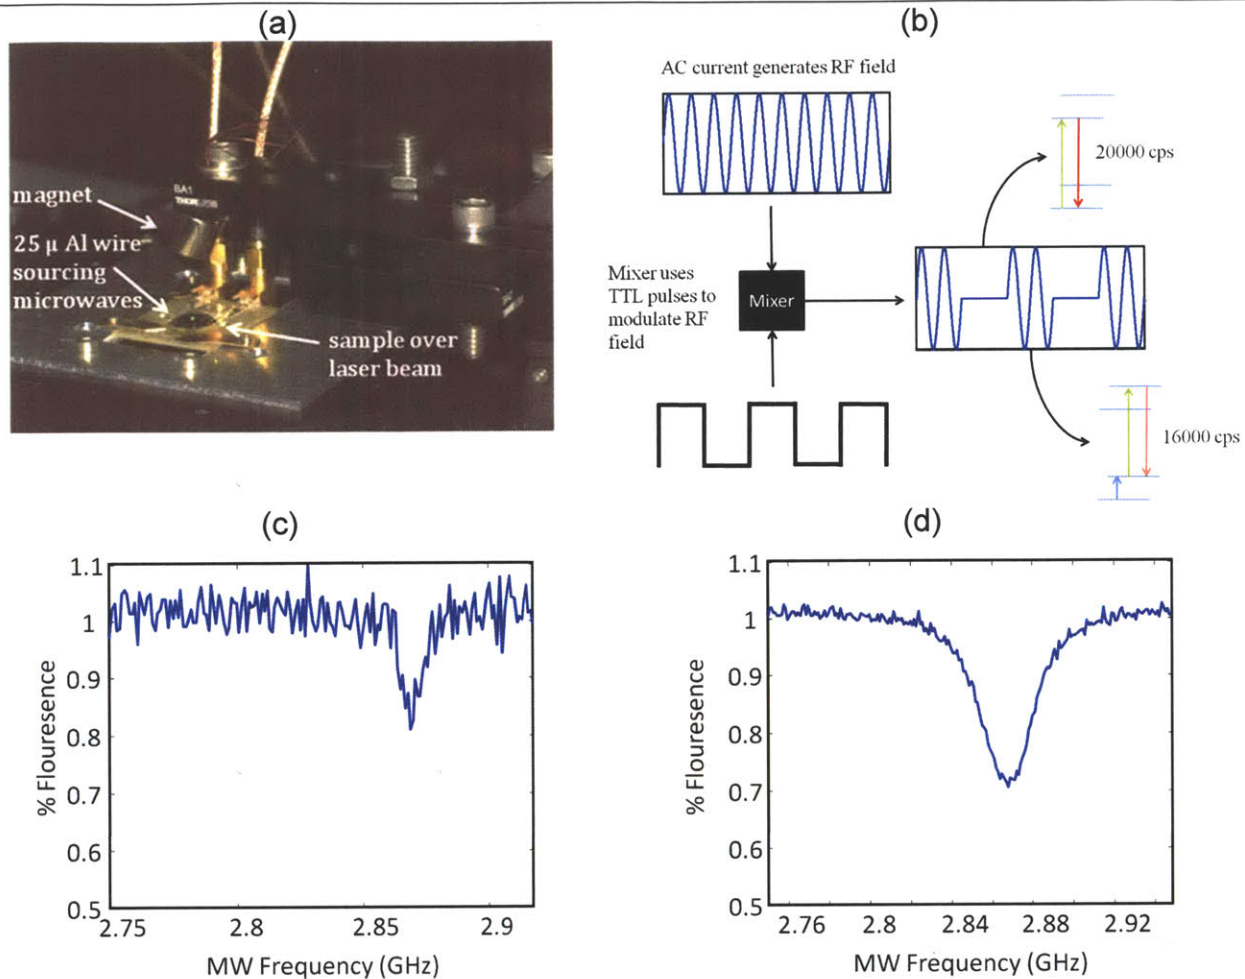 (a)
magnet
25 μ Al wire
sourcing
microwaves
BA1
sample over
laser beam
(b)
AC current generates RF field
20000 cps
Mixer uses
TTL pulses to
modulate RF
field
Mixer
16000 cps
(c)
1.1
1
0.9
0.8
0.7
0.6
0.5
% Flouresence
2.75
2.8
2.85
2.9
MW Frequency (GHz)
(d)
1.1
1
0.9
0.8
0.7
0.6
0.5
% Flouresence
2.76
2.8
2.84
2.88
2.92
MW Frequency (GHz)